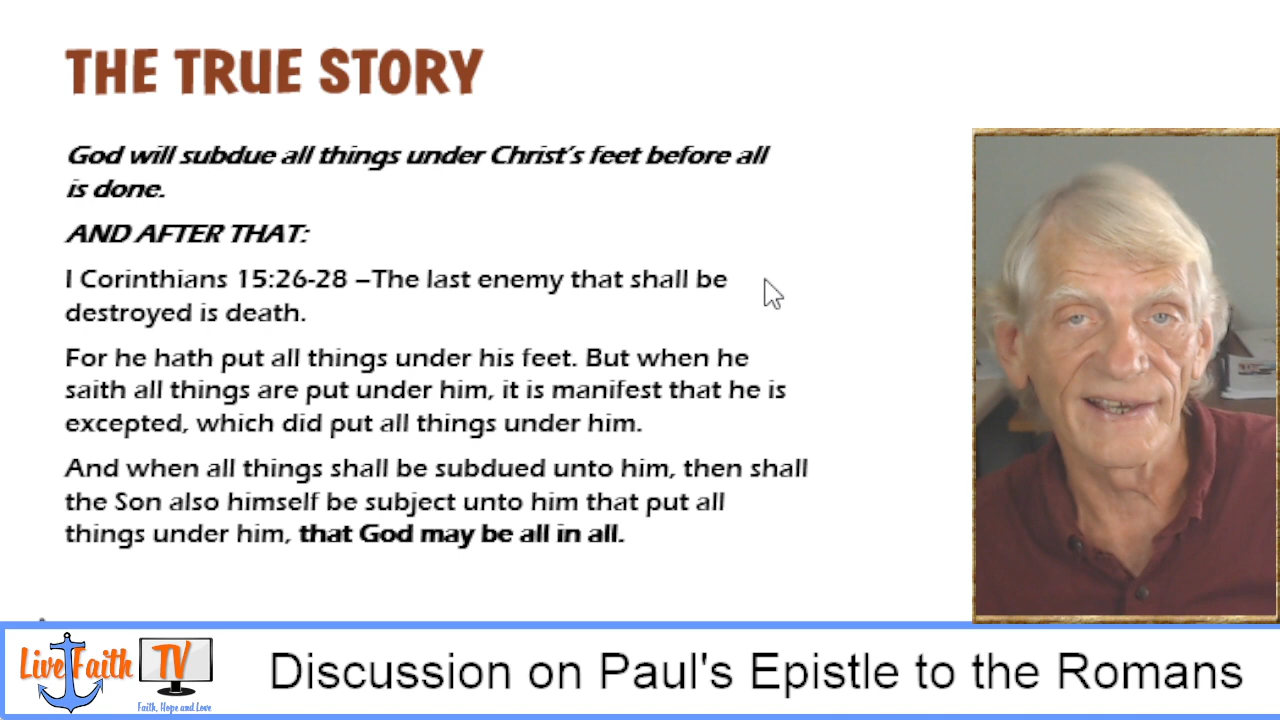 THE TRUE STORY
God will subdue all things under Christ's feet before all
is done.
AND AFTER THAT:
I Corinthians 15:26-28 –The last enemy that shall be
destroyed is death.
For he hath put all things under his feet. But when he
saith all things are put under him, it is manifest that he is
excepted, which did put all things under him.
And when all things shall be subdued unto him, then shall
the Son also himself be subject unto him that put all
things under him, that God may be all in all.
Live Faith TV
Faith, Hope and Love
Discussion on Paul's Epistle to the Romans